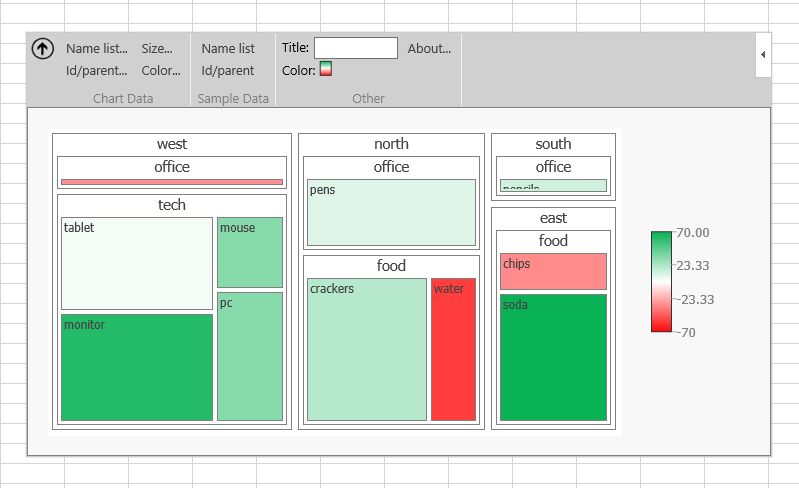 Name list... Size... Name list Title: About...
Id/parent... Color... Id/parent Color:
Chart Data Sample Data Other
west north south
office office office
pens pencils
tech east
tablet mouse food
food chips
crackers water
pc soda
monitor
70.00
23.33
-23.33
-70